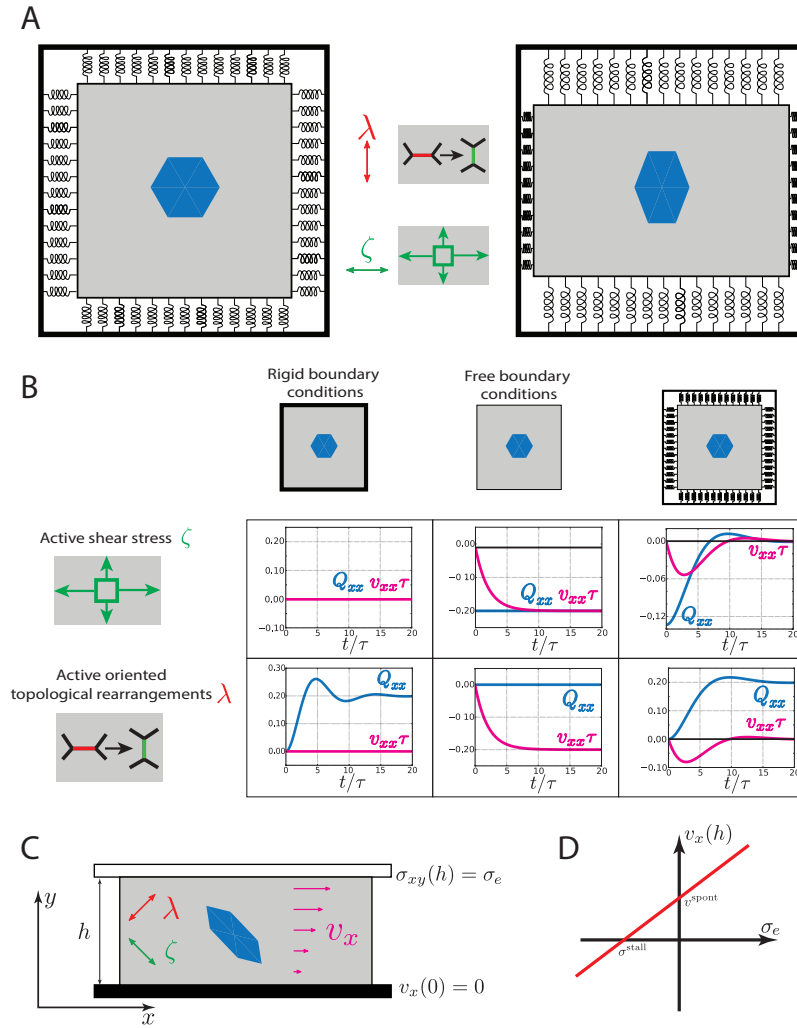 A
λ
ζ
B
Rigid boundary
conditions
Free boundary
conditions
Active shear stress ζ
0.20
0.10
0.00
−0.10
0 5 10 15 20
Q_xx v_xx τ
t/τ
0.00
−0.10
−0.20
0 5 10 15 20
Q_xx v_xx τ
t/τ
0.00
−0.06
−0.12
0 5 10 15 20
Q_xx
v_xx τ
t/τ
Active oriented
topological rearrangements λ
0.30
0.20
0.10
0.00
0 5 10 15 20
Q_xx
v_xx τ
t/τ
0.00
−0.10
−0.20
0 5 10 15 20
Q_xx
v_xx τ
t/τ
0.20
0.10
0.00
0.10
0 5 10 15 20
Q_xx
v_xx τ
t/τ
C
y
x
h
λ
ζ
v_x
σ_xy(h) = σ_e
v_x(0) = 0
D
v_x(h)
v^spont
σ_e
σ^stall